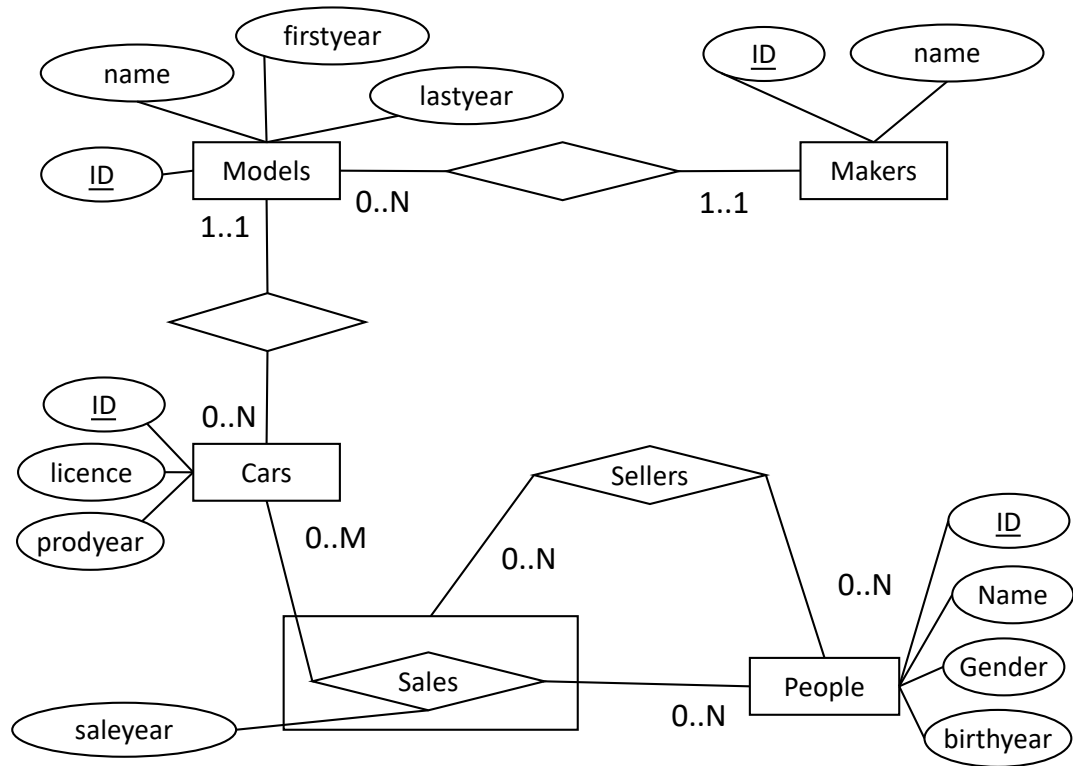 firstyear
name
lastyear
ID
Models
0..N
1..1
ID
name
Makers
1..1
0..N
ID
licence
prodyear
Cars
0..M
Sellers
0..N
0..N
ID
Name
Gender
birthyear
People
Sales
0..N
saleyear